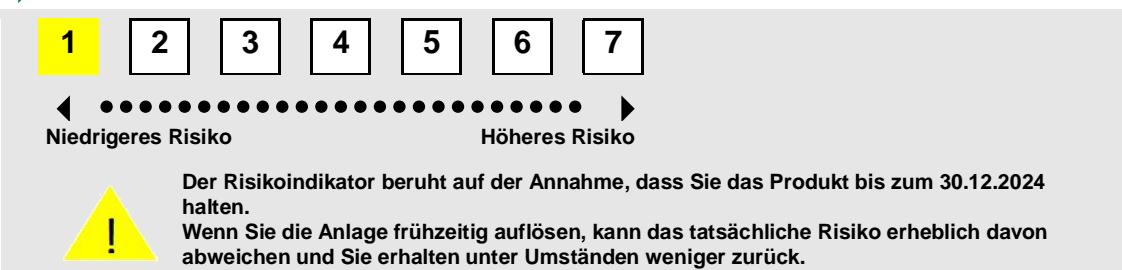 1 2 3 4 5 6 7
Niedrigeres Risiko Höheres Risiko
Der Risikoindikator beruht auf der Annahme, dass Sie das Produkt bis zum 30.12.2024
halten.
Wenn Sie die Anlage frühzeitig auflösen, kann das tatsächliche Risiko erheblich davon
abweichen und Sie erhalten unter Umständen weniger zurück.
!